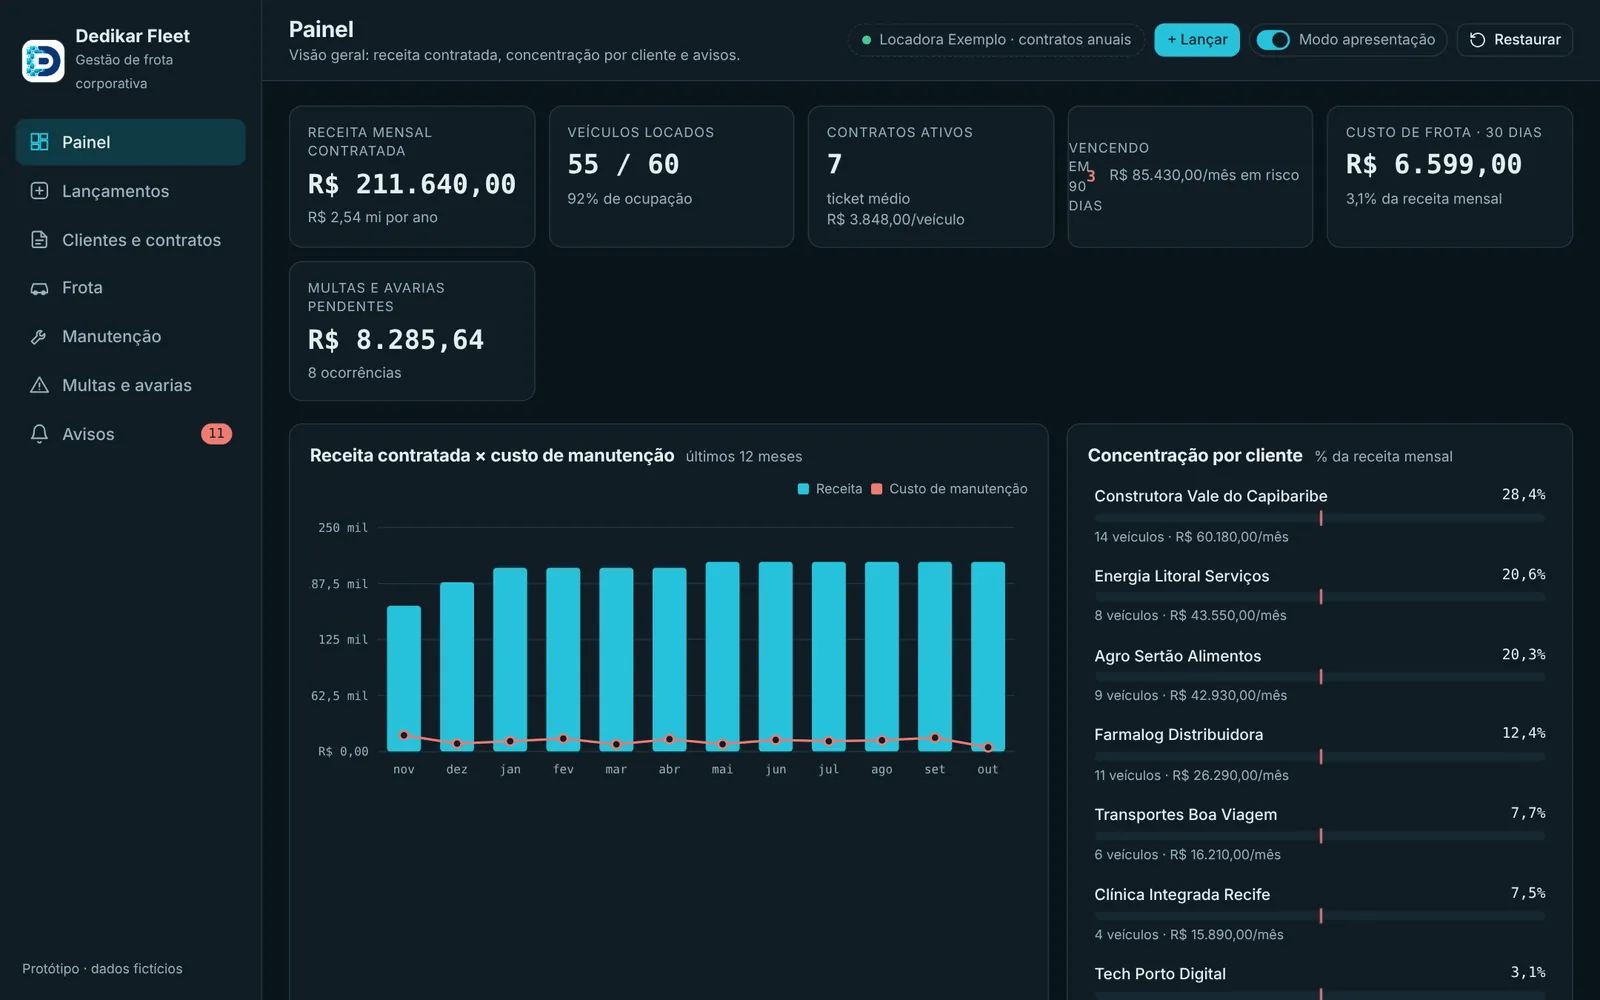 Dedikar Fleet
Gestão de frota
corporativa
Painel
Lançamentos
Clientes e contratos
Frota
Manutenção
Multas e avarias
Avisos 11
Protótipo · dados fictícios
Painel
Visão geral: receita contratada, concentração por cliente e avisos.
Locadora Exemplo · contratos anuais
+ Lançar
Modo apresentação
Restaurar
RECEITA MENSAL
CONTRATADA
R$ 211.640,00
R$ 2,54 mi por ano
VEÍCULOS LOCADOS
55 / 60
92% de ocupação
CONTRATOS ATIVOS
7
ticket médio
R$ 3.848,00/veículo
VENCENDO
EM
90
DIAS
3
R$ 85.430,00/mês em risco
CUSTO DE FROTA · 30 DIAS
R$ 6.599,00
3,1% da receita mensal
MULTAS E AVARIAS
PENDENTES
R$ 8.285,64
8 ocorrências
Receita contratada × custo de manutenção últimos 12 meses
Receita Custo de manutenção
250 mil
87,5 mil
125 mil
62,5 mil
R$ 0,00
nov dez jan fev mar abr mai jun jul ago set out
Concentração por cliente % da receita mensal
Construtora Vale do Capibaribe 28,4%
14 veículos · R$ 60.180,00/mês
Energia Litoral Serviços 20,6%
8 veículos · R$ 43.550,00/mês
Agro Sertão Alimentos 20,3%
9 veículos · R$ 42.930,00/mês
Farmalog Distribuidora 12,4%
11 veículos · R$ 26.290,00/mês
Transportes Boa Viagem 7,7%
6 veículos · R$ 16.210,00/mês
Clínica Integrada Recife 7,5%
4 veículos · R$ 15.890,00/mês
Tech Porto Digital 3,1%